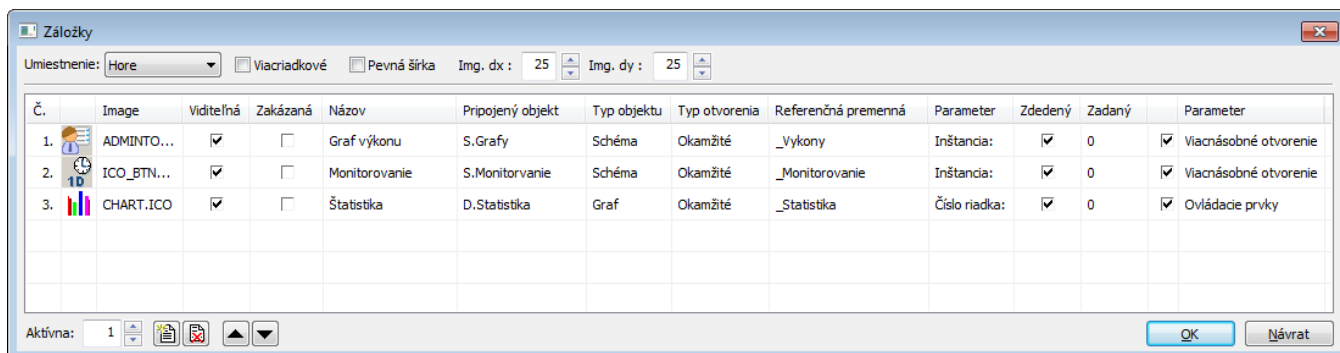 Záložky
Umiestnenie: Hore Viacriadkové Pevná šírka Img. dx : 25 Img. dy : 25
Č. Image Viditeľná Zakázaná Názov Pripojený objekt Typ objektu Typ otvorenia Referenčná premenná Parameter Zdedený Zadaný Parameter
1. ADMINTO... Graf výkonu S.Grafy Schéma Okamžité _Vykony Inštancia: 0 Viacnásobné otvorenie
2. 1D ICO_BTN... Monitorovanie S.Monitorvanie Schéma Okamžité _Monitorovanie Inštancia: 0 Viacnásobné otvorenie
3. CHART.ICO Štatistika D.Statistika Graf Okamžité _Statistika Číslo riadka: 0 Ovládacie prvky
Aktívna: 1 OK Návrat